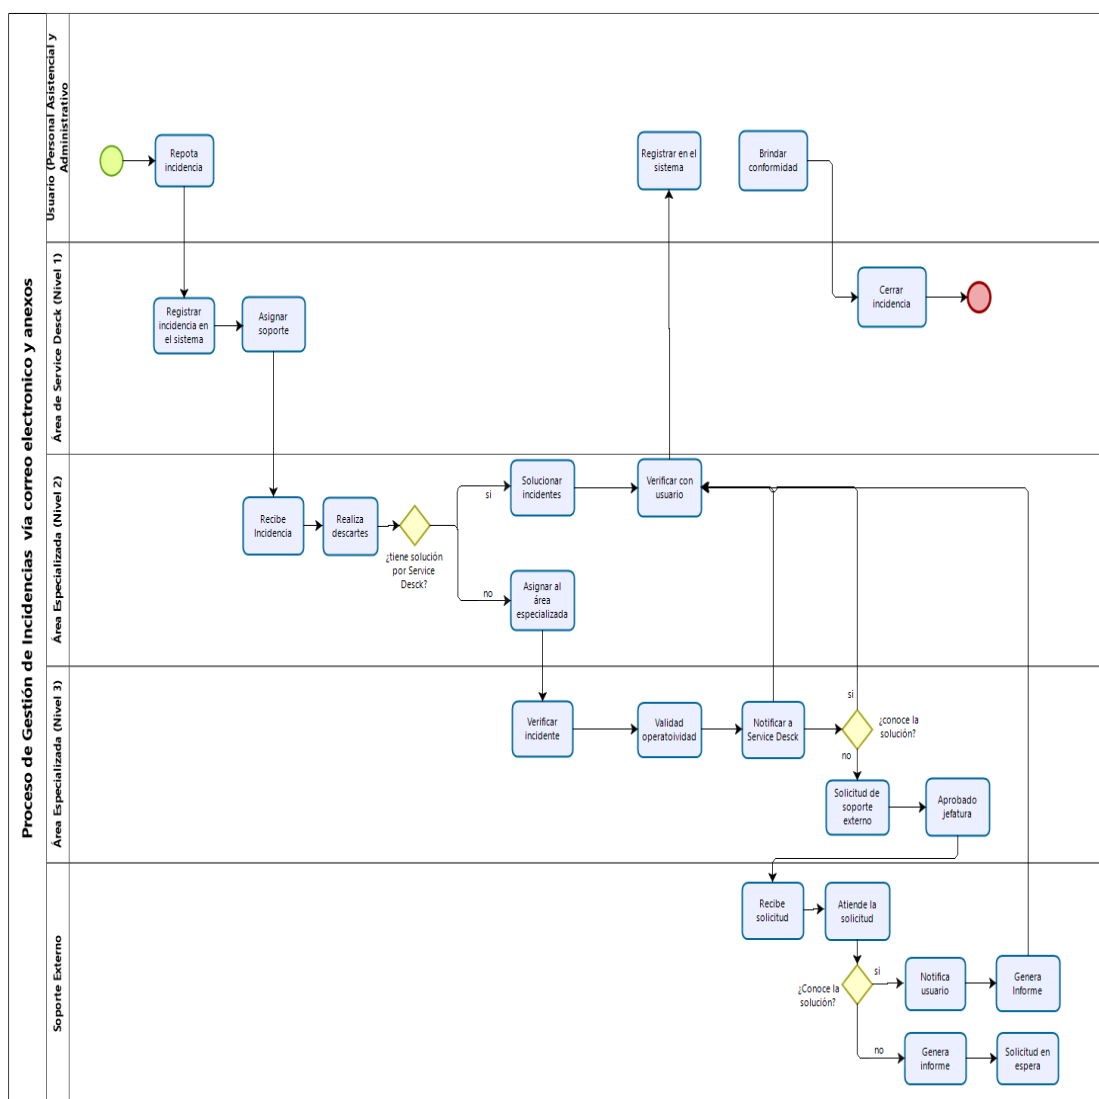 Proceso de Gestión de Incidencias vía correo electronico y anexos
Usuario (Personal Asistencial y
Administrativo
Repota
incidencia
Registrar en el
sistema
Brindar
conformidad
Área de Service Desck (Nivel 1)
Registrar
incidencia en
el sistema
Asignar
soporte
Cerrar
incidencia
Área Especializada (Nivel 2)
Recibe
Incidencia
Realiza
descartes
¿tiene solución
por Service
Desck?
si
Solucionar
incidentes
Verificar con
usuario
no
Asignar al
área
especializada
Área Especializada (Nivel 3)
Verificar
incidente
Validad
operatoividad
Notificar a
Service Desck
si
¿conoce la
solución?
no
Solicitud de
soporte
externo
Aprobado
jefatura
Soporte Externo
Recibe
solicitud
Atiende la
solicitud
¿Conoce la
solución?
si
Notifica
usuario
Genera
Informe
no
Genera
informe
Solicitud en
espera